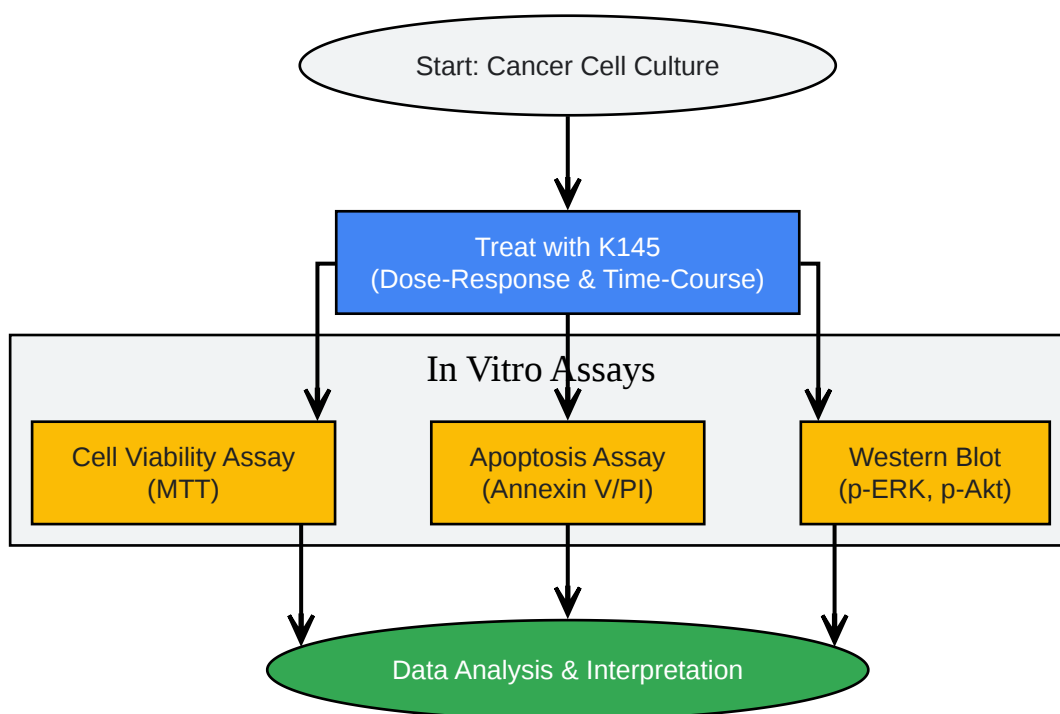 Start: Cancer Cell Culture
Treat with K145
(Dose-Response & Time-Course)
In Vitro Assays
Cell Viability Assay
(MTT)
Apoptosis Assay
(Annexin V/PI)
Western Blot
(p-ERK, p-Akt)
Data Analysis & Interpretation